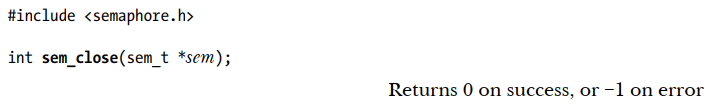 #include <semaphore.h>
int sem_close(sem_t *sem);
Returns 0 on success, or −1 on error